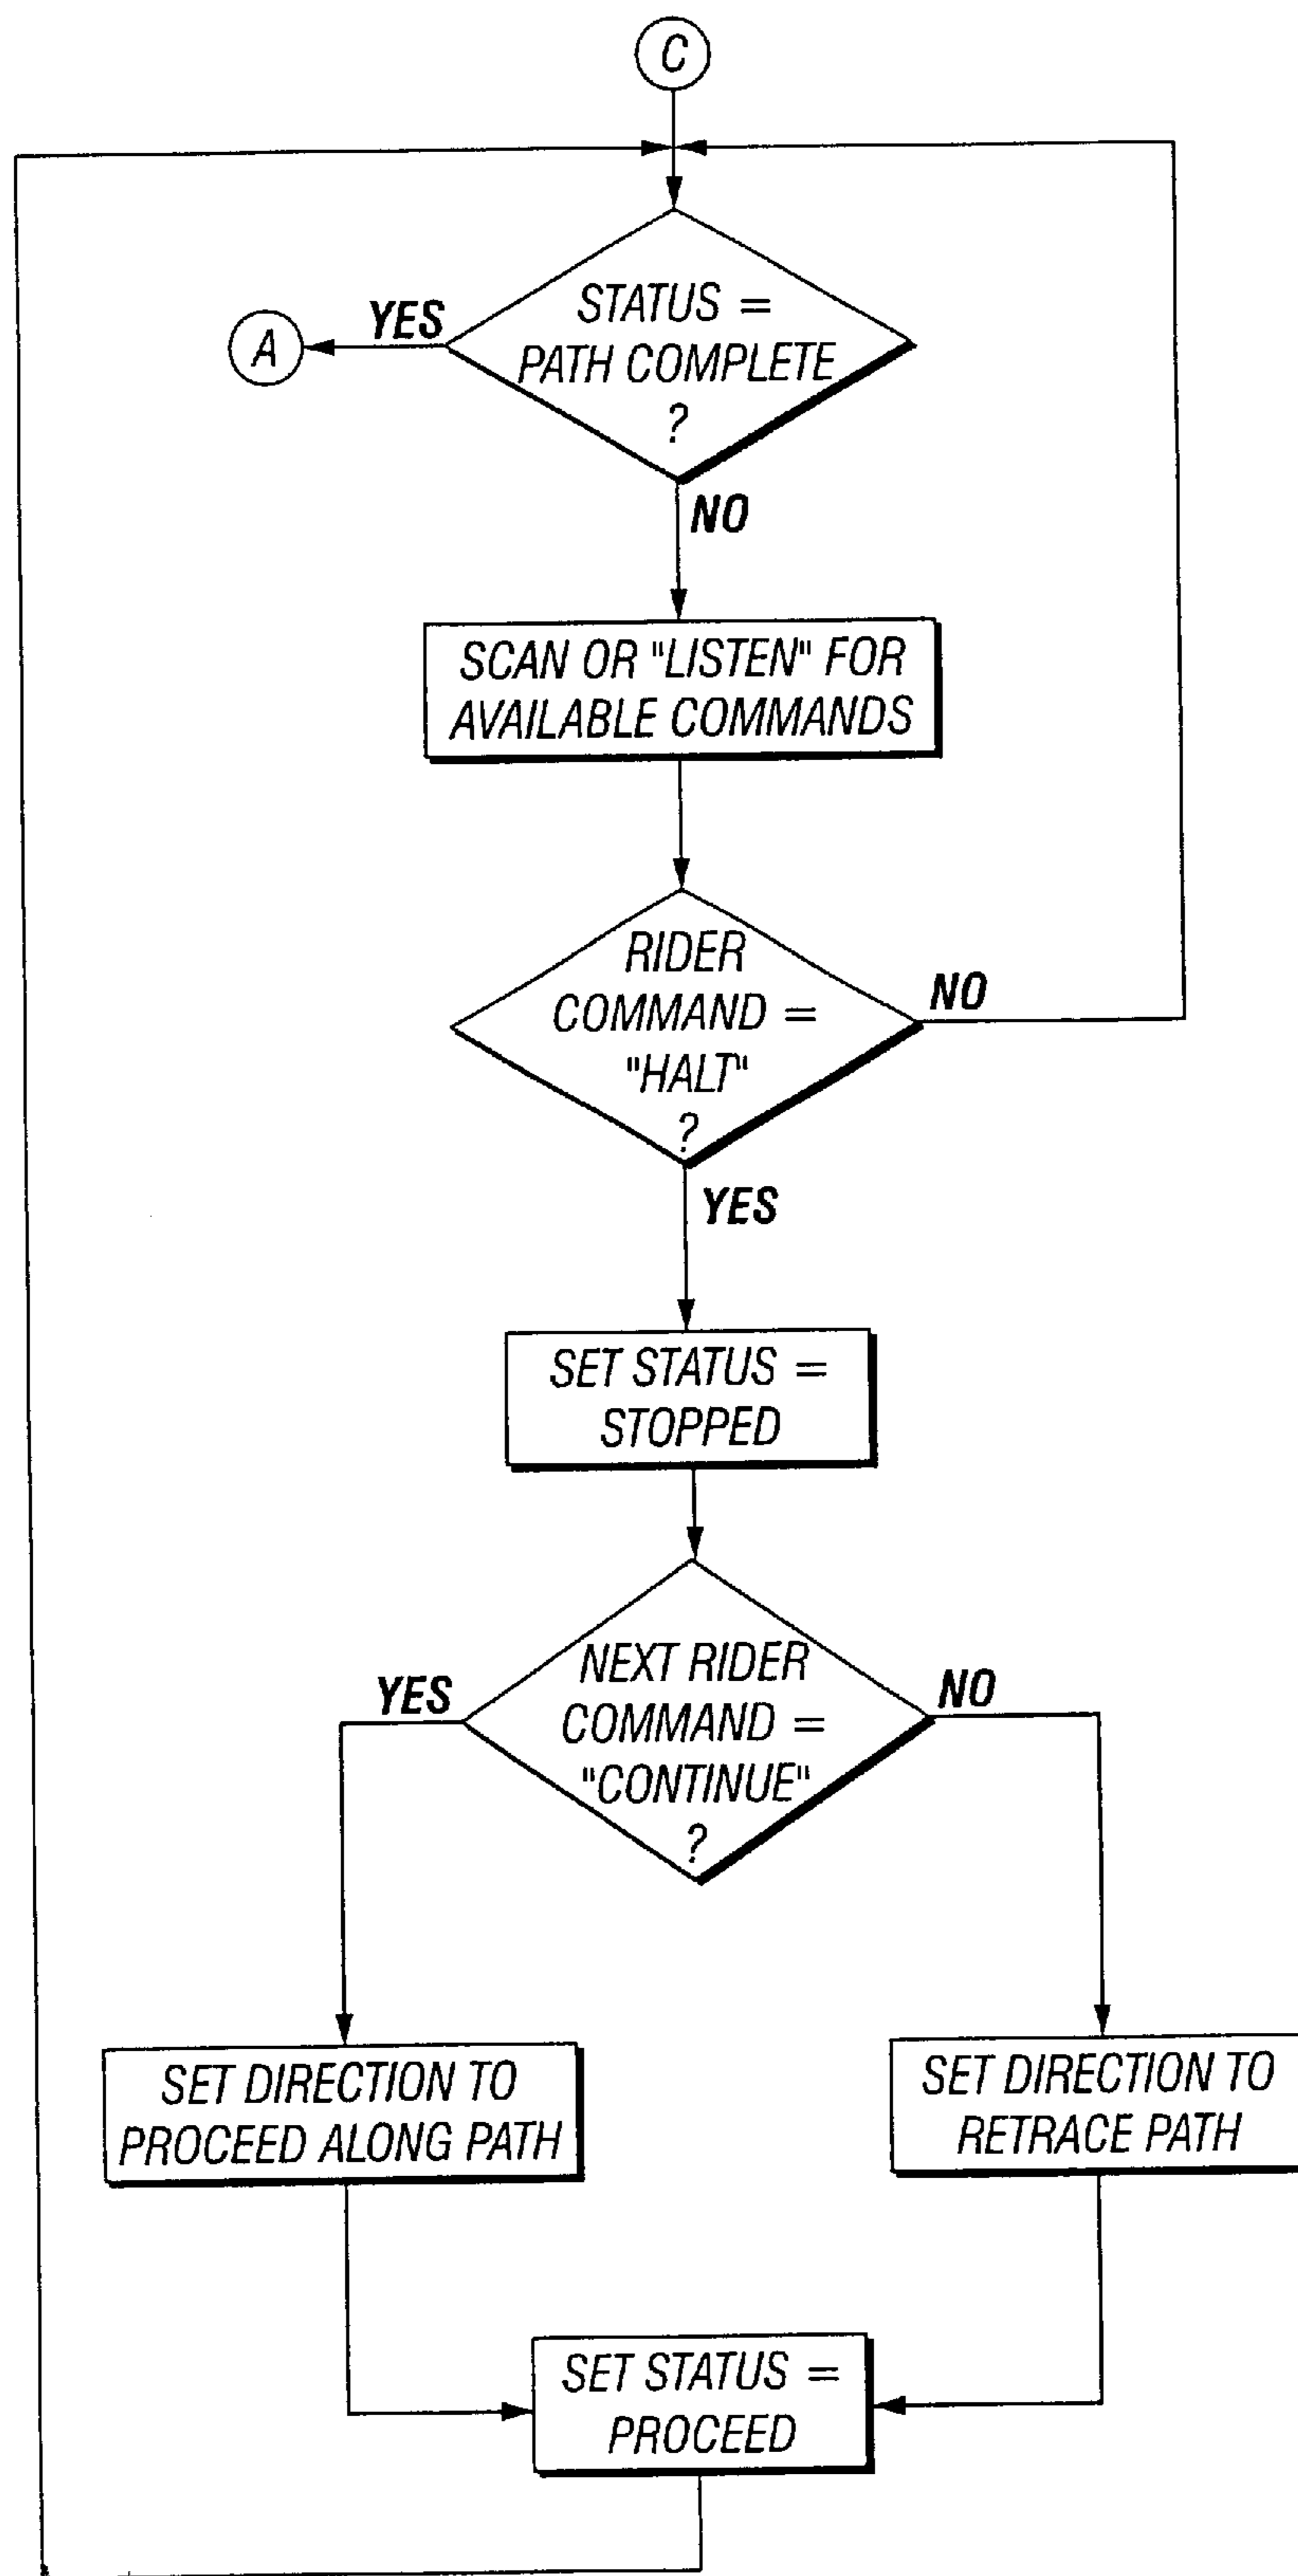 C
STATUS =
PATH COMPLETE
?
YES
A
NO
SCAN OR "LISTEN" FOR
AVAILABLE COMMANDS
RIDER
COMMAND =
"HALT"
?
NO
YES
SET STATUS =
STOPPED
NEXT RIDER
COMMAND =
"CONTINUE"
?
YES
NO
SET DIRECTION TO
PROCEED ALONG PATH
SET DIRECTION TO
RETRACE PATH
SET STATUS =
PROCEED